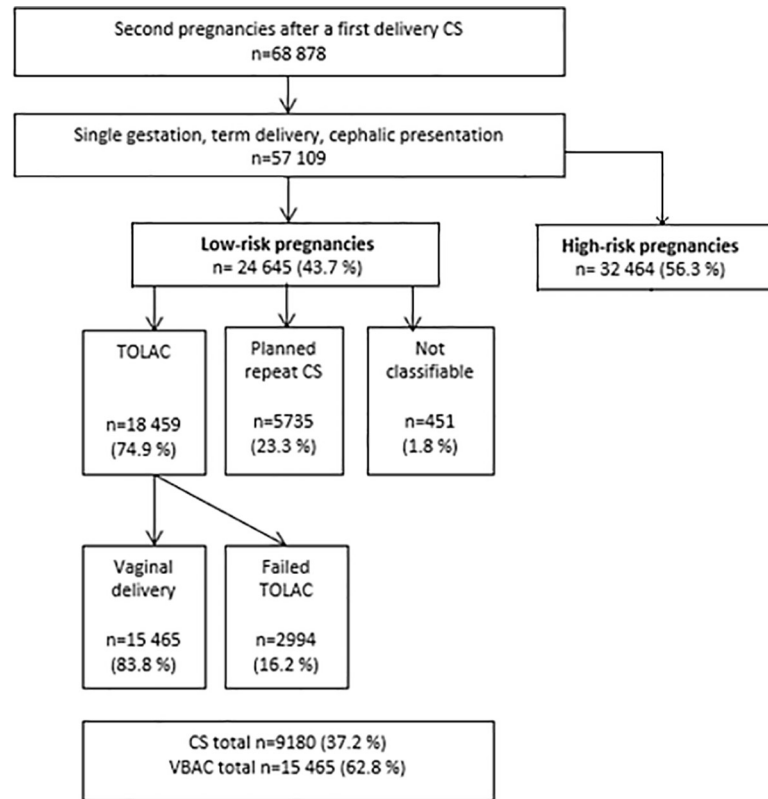 Second pregnancies after a first delivery CS
n=68 878
Single gestation, term delivery, cephalic presentation
n=57 109
Low-risk pregnancies
n= 24 645 (43.7 %)
High-risk pregnancies
n= 32 464 (56.3 %)
TOLAC
n=18 459
(74.9 %)
Planned
repeat CS
n=5735
(23.3 %)
Not
classifiable
n=451
(1.8 %)
Vaginal
delivery
n=15 465
(83.8 %)
Failed
TOLAC
n=2994
(16.2 %)
CS total n=9180 (37.2 %)
VBAC total n=15 465 (62.8 %)